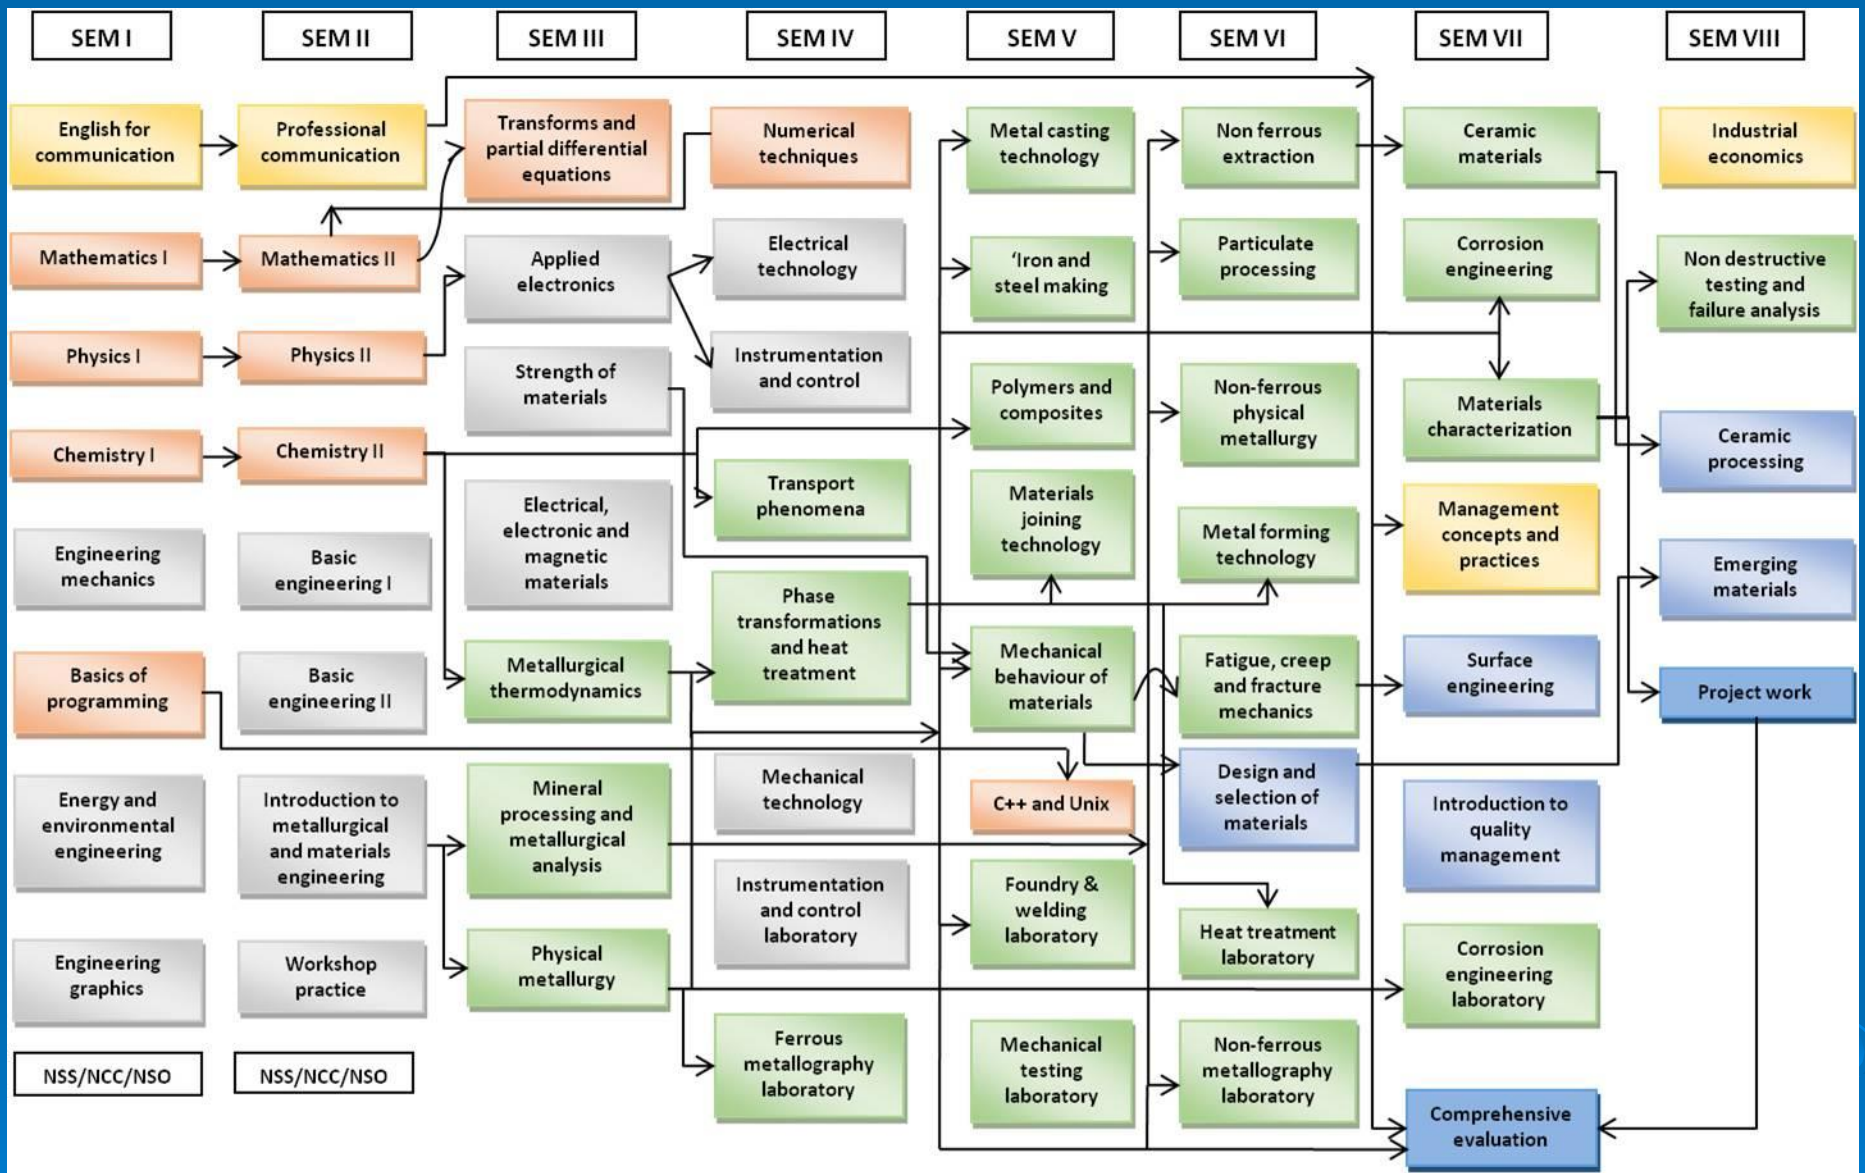 SEM I
SEM II
SEM III
SEM IV
SEM V
SEM VI
SEM VII
SEM VIII
English for
communication
Mathematics I
Physics I
Chemistry I
Engineering
mechanics
Basics of
programming
Energy and
environmental
engineering
Engineering
graphics
NSS/NCC/NSO
Professional
communication
Mathematics II
Physics II
Chemistry II
Basic
engineering I
Basic
engineering II
Introduction to
metallurgical
and materials
engineering
Workshop
practice
NSS/NCC/NSO
Transforms and
partial differential
equations
Applied
electronics
Strength of
materials
Electrical,
electronic and
magnetic
materials
Metallurgical
thermodynamics
Mineral
processing and
metallurgical
analysis
Physical
metallurgy
Numerical
techniques
Electrical
technology
Instrumentation
and control
Transport
phenomena
Phase
transformations
and heat
treatment
Mechanical
technology
Instrumentation
and control
laboratory
Ferrous
metallography
laboratory
Metal casting
technology
‘Iron and
steel making
Polymers and
composites
Materials
joining
technology
Mechanical
behaviour of
materials
C++ and Unix
Foundry &
welding
laboratory
Mechanical
testing
laboratory
Non ferrous
extraction
Particulate
processing
Non-ferrous
physical
metallurgy
Metal forming
technology
Fatigue, creep
and fracture
mechanics
Design and
selection of
materials
Heat treatment
laboratory
Non-ferrous
metallography
laboratory
Ceramic
materials
Corrosion
engineering
Materials
characterization
Management
concepts and
practices
Surface
engineering
Introduction to
quality
management
Corrosion
engineering
laboratory
Comprehensive
evaluation
Industrial
economics
Non destructive
testing and
failure analysis
Ceramic
processing
Emerging
materials
Project work